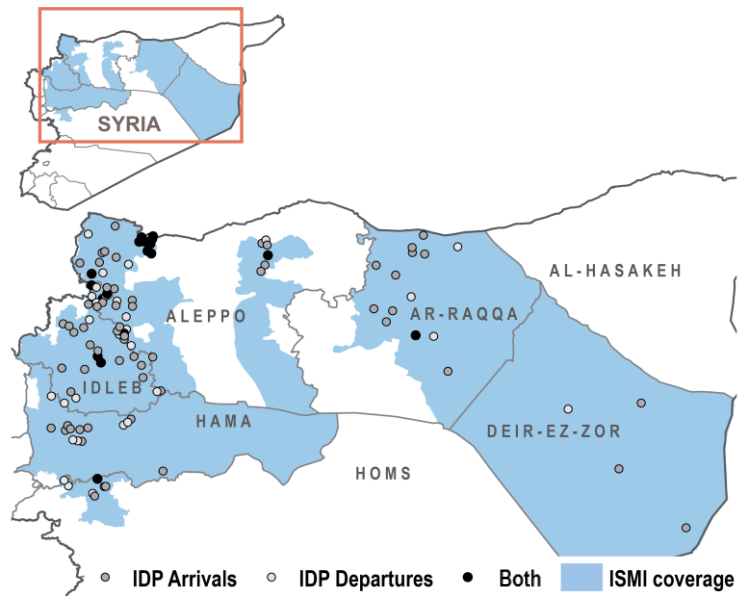 SYRIA
AL-HASAKEH
ALEPPO
AR-RAQQA
IDLEB
HAMA
DEIR-EZ-ZOR
HOMS
IDP Arrivals
IDP Departures
Both
ISMI coverage